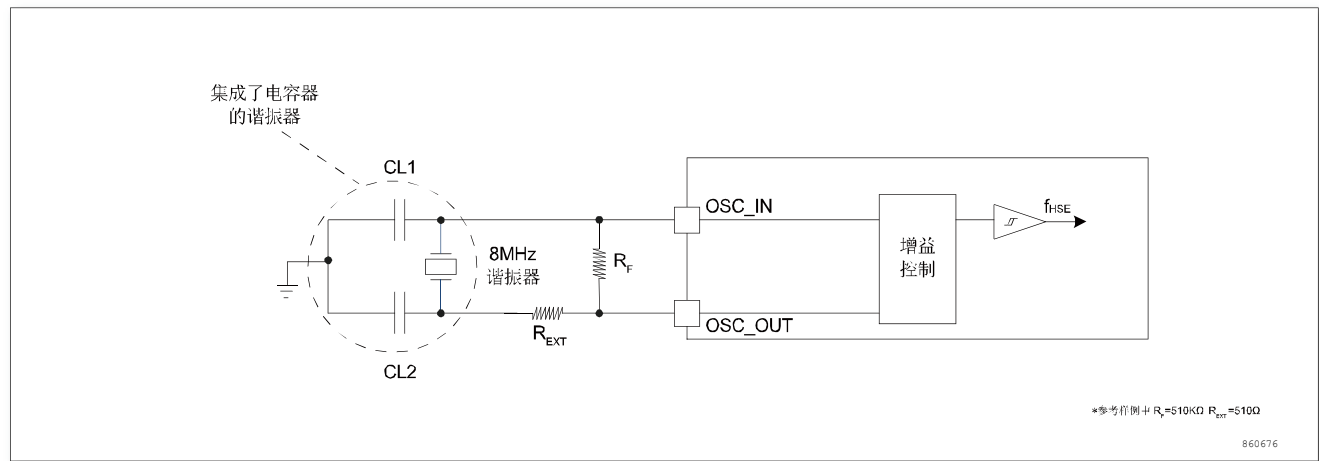 集成了电容器
的谐振器
CL1
OSC_IN
fHSE
8MHz
谐振器
RF
增益
控制
REXT
OSC_OUT
CL2
*参考样例中 RF=510KΩ REXT=510Ω
860676